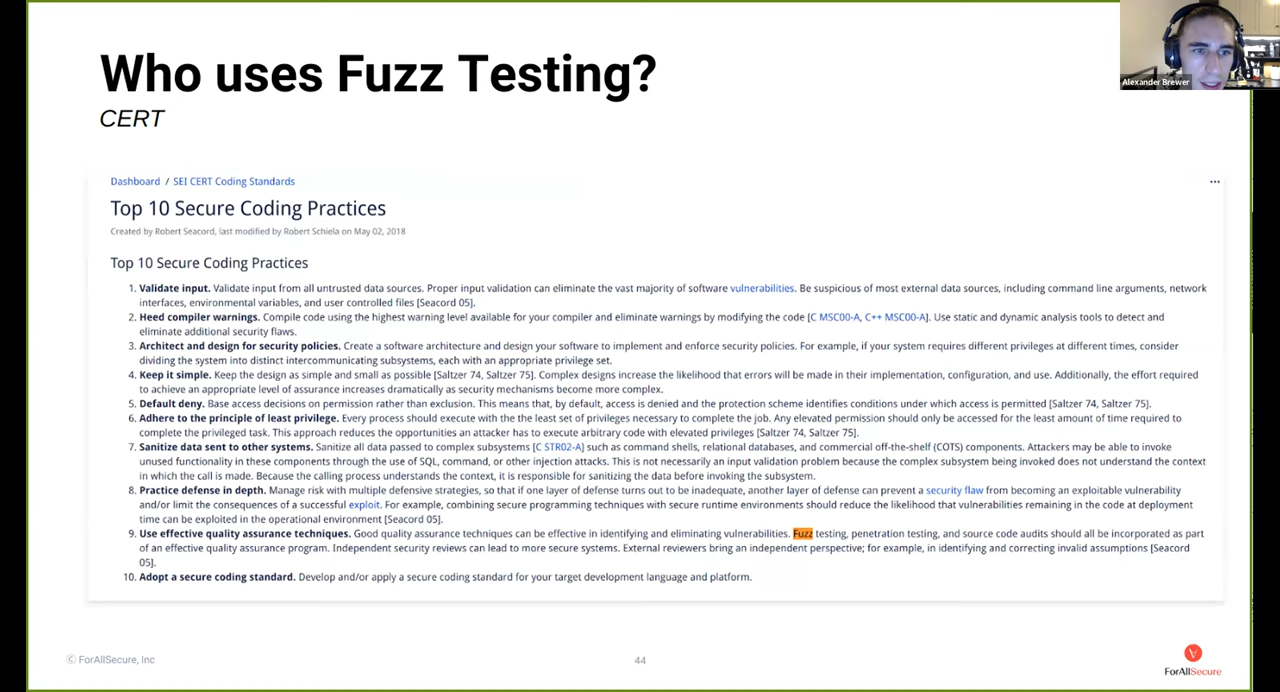 Who uses Fuzz Testing?
CERT
Alexander Brewer
Dashboard / SEI CERT Coding Standards
...
Top 10 Secure Coding Practices
Created by Robert Seacord, last modified by Robert Schiela on May 02, 2018
Top 10 Secure Coding Practices
1. Validate input. Validate input from all untrusted data sources. Proper input validation can eliminate the vast majority of software vulnerabilities. Be suspicious of most external data sources, including command line arguments, network
interfaces, environmental variables, and user controlled files [Seacord 05].
2. Heed compiler warnings. Compile code using the highest warning level available for your compiler and eliminate warnings by modifying the code [C MSC00-A, C++ MSC00-A]. Use static and dynamic analysis tools to detect and
eliminate additional security flaws.
3. Architect and design for security policies. Create a software architecture and design your software to implement and enforce security policies. For example, if your system requires different privileges at different times, consider
dividing the system into distinct intercommunicating subsystems, each with an appropriate privilege set.
4. Keep it simple. Keep the design as simple and small as possible [Saltzer 74, Saltzer 75]. Complex designs increase the likelihood that errors will be made in their implementation, configuration, and use. Additionally, the effort required
to achieve an appropriate level of assurance increases dramatically as security mechanisms become more complex.
5. Default deny. Base access decisions on permission rather than exclusion. This means that, by default, access is denied and the protection scheme identifies conditions under which access is permitted [Saltzer 74, Saltzer 75].
6. Adhere to the principle of least privilege. Every process should execute with the the least set of privileges necessary to complete the job. Any elevated permission should only be accessed for the least amount of time required to
complete the privileged task. This approach reduces the opportunities an attacker has to execute arbitrary code with elevated privileges [Saltzer 74, Saltzer 75].
7. Sanitize data sent to other systems. Sanitize all data passed to complex subsystems [C STR02-A] such as command shells, relational databases, and commercial off-the-shelf (COTS) components. Attackers may be able to invoke
unused functionality in these components through the use of SQL, command, or other injection attacks. This is not necessarily an input validation problem because the complex subsystem being invoked does not understand the context
in which the call is made. Because the calling process understands the context, it is responsible for sanitizing the data before invoking the subsystem.
8. Practice defense in depth. Manage risk with multiple defensive strategies, so that if one layer of defense turns out to be inadequate, another layer of defense can prevent a security flaw from becoming an exploitable vulnerability
and/or limit the consequences of a successful exploit. For example, combining secure programming techniques with secure runtime environments should reduce the likelihood that vulnerabilities remaining in the code at deployment
time can be exploited in the operational environment [Seacord 05].
9. Use effective quality assurance techniques. Good quality assurance techniques can be effective in identifying and eliminating vulnerabilities. Fuzz testing, penetration testing, and source code audits should all be incorporated as part
of an effective quality assurance program. Independent security reviews can lead to more secure systems. External reviewers bring an independent perspective; for example, in identifying and correcting invalid assumptions [Seacord
05].
10. Adopt a secure coding standard. Develop and/or apply a secure coding standard for your target development language and platform.
© ForAllSecure, Inc
44
ForAllSecure